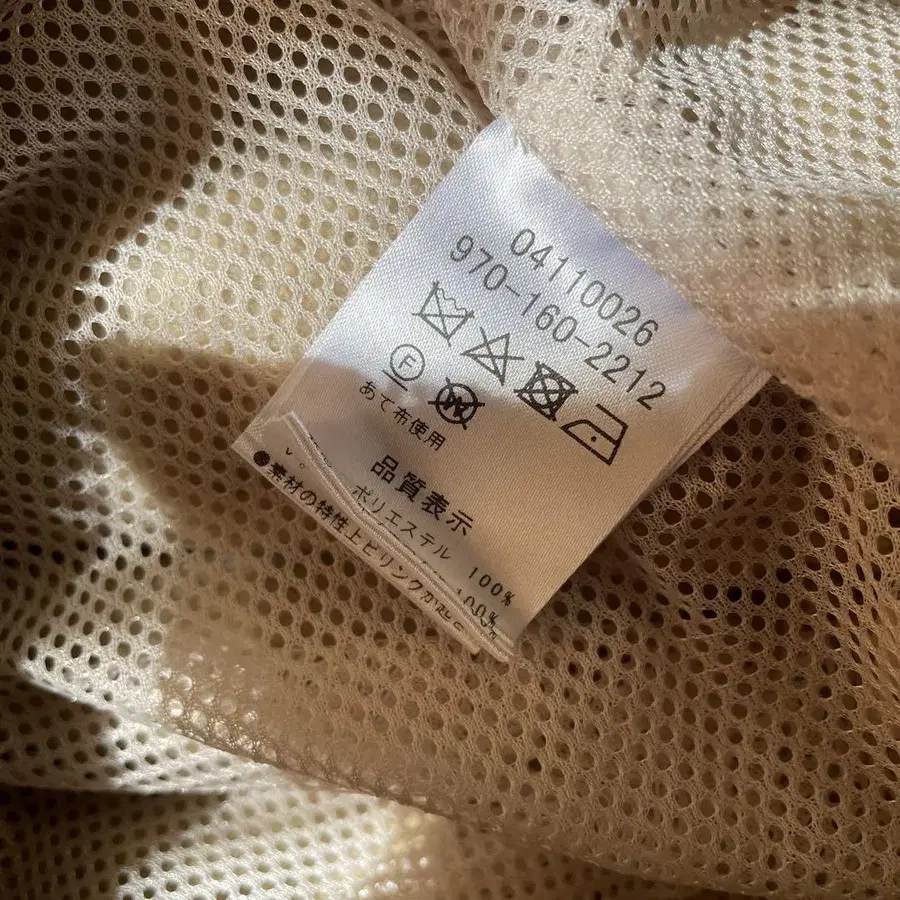 04110026
970-160-2212
F
W
あて布使用
品質表示
ポリエステル 100%
100%
●素材の特性上ピリングが